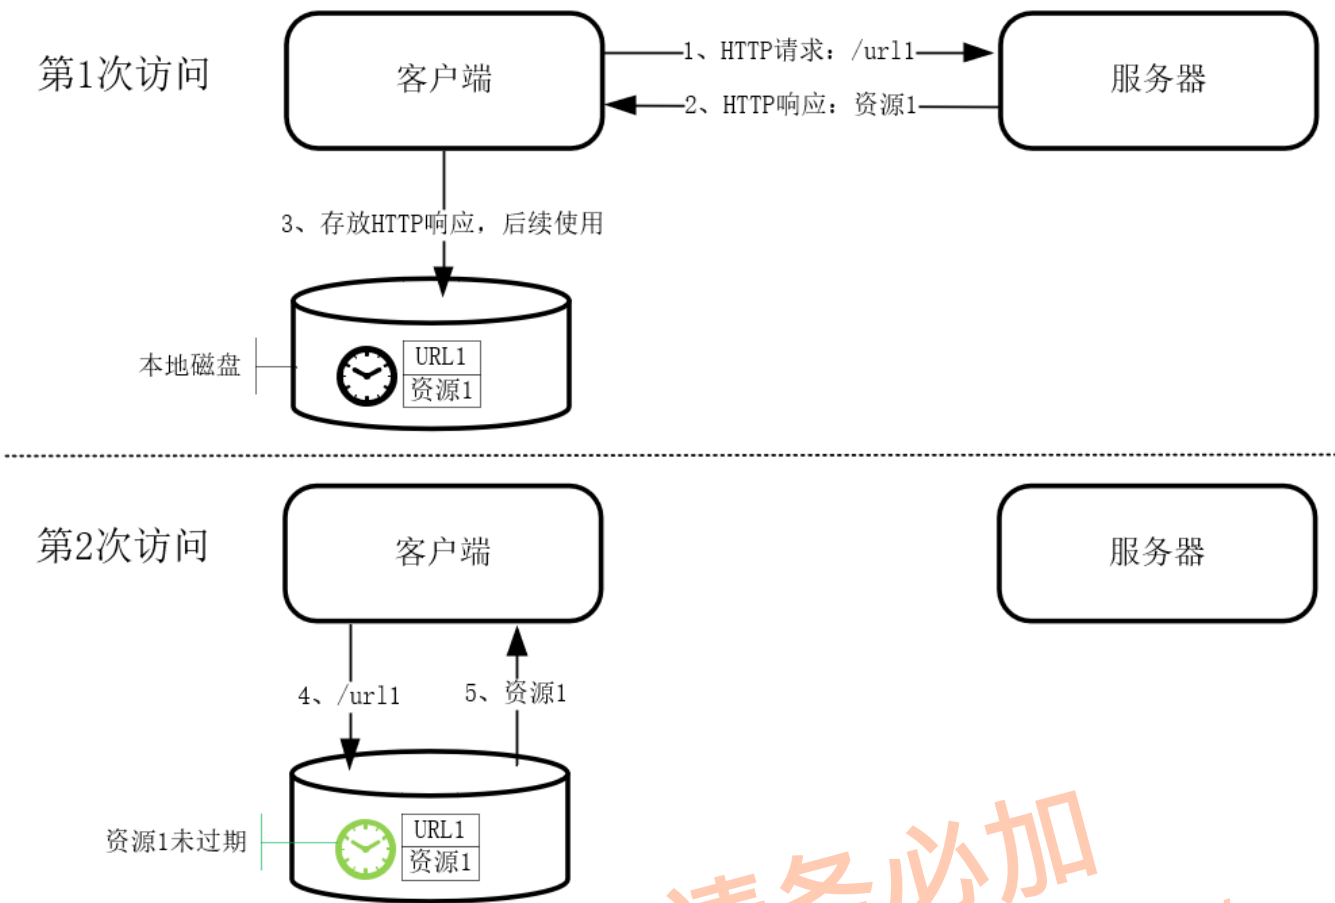 第1次访问
客户端
1、HTTP请求：/url1
2、HTTP响应：资源1
服务器
3、存放HTTP响应，后续使用
本地磁盘
URL1
资源1
第2次访问
客户端
服务器
4、/url1
5、资源1
资源1未过期
URL1
资源1
请务必加